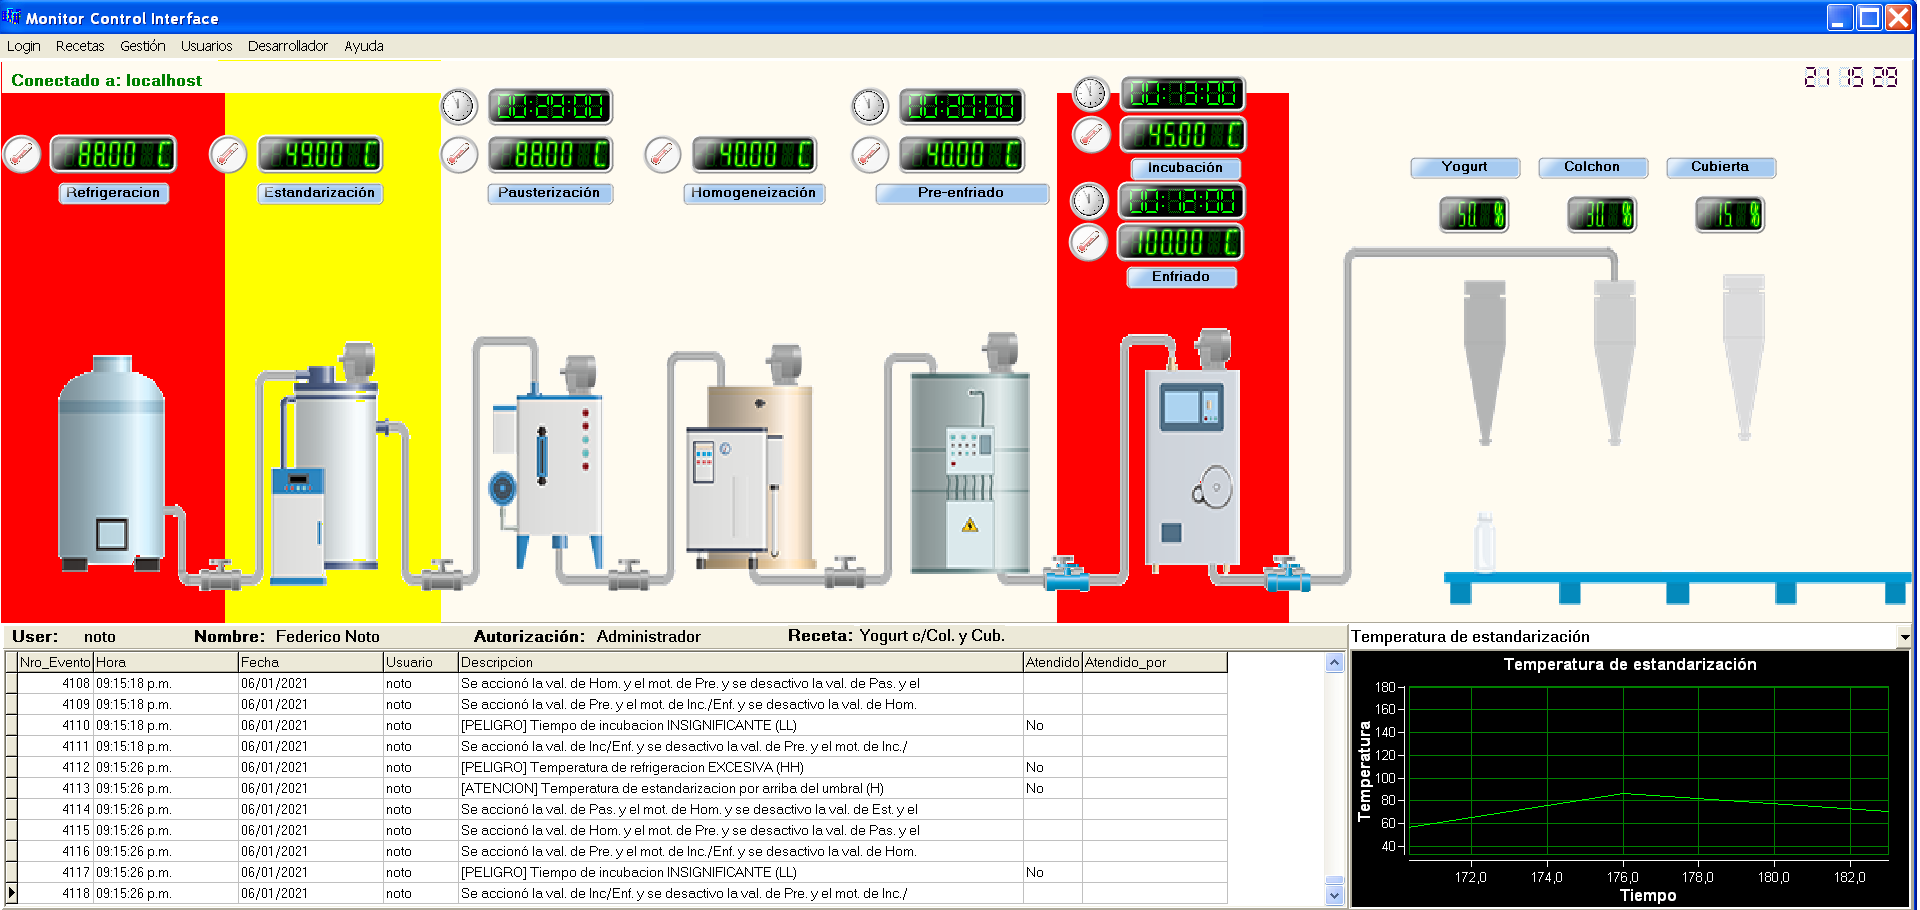 Monitor Control Interface
Login Recetas Gestión Usuarios Desarrollador Ayuda
Conectado a: localhost
21 15 29
00:29:00
00:20:00
00:13:00
88.00 C
49.00 C
88.00 C
40.00 C
40.00 C
45.00 C
Refrigeracion
Estandarización
Pausterización
Homogeneización
Pre-enfriado
Incubación
00:12:00
100.00 C
Enfriado
Yogurt Colchon Cubierta
50. % 30. % 15. %
User: noto Nombre: Federico Noto Autorización: Administrador Receta: Yogurt c/Col. y Cub.
Nro_Evento Hora Fecha Usuario Descripcion Atendido Atendido_por
4108 09:15:18 p.m. 06/01/2021 noto Se accionó la val. de Hom. y el mot. de Pre. y se desactivo la val. de Pas. y el
4109 09:15:18 p.m. 06/01/2021 noto Se accionó la val. de Pre. y el mot. de Inc./Enf. y se desactivo la val. de Hom.
4110 09:15:18 p.m. 06/01/2021 noto [PELIGRO] Tiempo de incubacion INSIGNIFICANTE (LL) No
4111 09:15:18 p.m. 06/01/2021 noto Se accionó la val. de Inc/Enf. y se desactivo la val. de Pre. y el mot. de Inc./
4112 09:15:26 p.m. 06/01/2021 noto [PELIGRO] Temperatura de refrigeracion EXCESIVA (HH) No
4113 09:15:26 p.m. 06/01/2021 noto [ATENCION] Temperatura de estandarizacion por arriba del umbral (H) No
4114 09:15:26 p.m. 06/01/2021 noto Se accionó la val. de Pas. y el mot. de Hom. y se desactivo la val. de Est. y el
4115 09:15:26 p.m. 06/01/2021 noto Se accionó la val. de Hom. y el mot. de Pre. y se desactivo la val. de Pas. y el
4116 09:15:26 p.m. 06/01/2021 noto Se accionó la val. de Pre. y el mot. de Inc./Enf. y se desactivo la val. de Hom.
4117 09:15:26 p.m. 06/01/2021 noto [PELIGRO] Tiempo de incubacion INSIGNIFICANTE (LL) No
4118 09:15:26 p.m. 06/01/2021 noto Se accionó la val. de Inc/Enf. y se desactivo la val. de Pre. y el mot. de Inc./
Temperatura de estandarización
Temperatura de estandarización
Temperatura
180
160
140
120
100
80
60
40
172,0 174,0 176,0 178,0 180,0 182,0
Tiempo